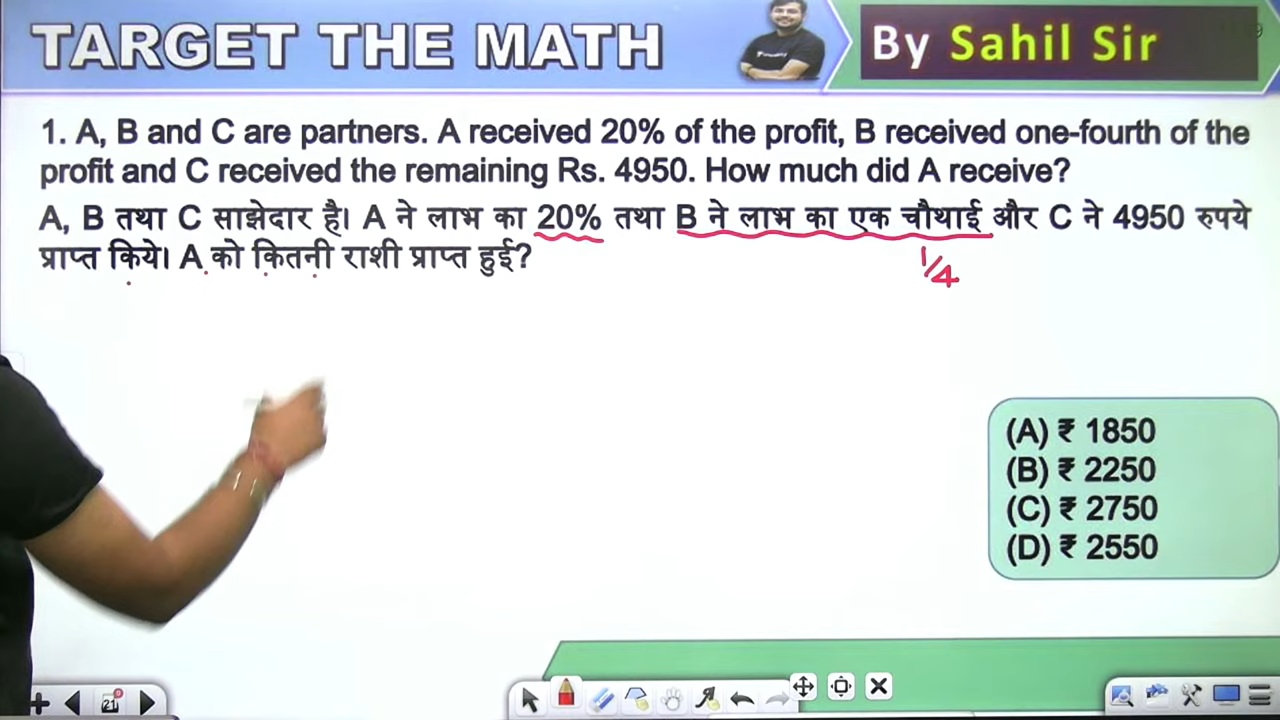 TARGET THE MATH
By Sahil Sir
1. A, B and C are partners. A received 20% of the profit, B received one-fourth of the
profit and C received the remaining Rs. 4950. How much did A receive?
A, B तथा C साझेदार है। A ने लाभ का 20% तथा B ने लाभ का एक चौथाई और C ने 4950 रुपये
प्राप्त किये। A को कितनी राशी प्राप्त हुई?
1/4
(A) ₹ 1850
(B) ₹ 2250
(C) ₹ 2750
(D) ₹ 2550
21